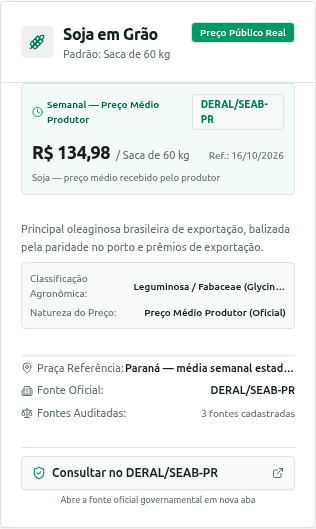 Soja em Grão
Preço Público Real
Padrão: Saca de 60 kg
Semanal — Preço Médio
Produtor
DERAL/SEAB-
PR
R$ 134,98 / Saca de 60 kg
Ref.: 16/10/2026
Soja — preço médio recebido pelo produtor
Principal oleaginosa brasileira de exportação, balizada
pela paridade no porto e prêmios de exportação.
Classificação
Agronômica:
Leguminosa / Fabaceae (Glycin...
Natureza do Preço:
Preço Médio Produtor (Oficial)
Praça Referência: Paraná — média semanal estad...
Fonte Oficial:
DERAL/SEAB-PR
Fontes Auditadas:
3 fontes cadastradas
Consultar no DERAL/SEAB-PR
Abre a fonte oficial governamental em nova aba